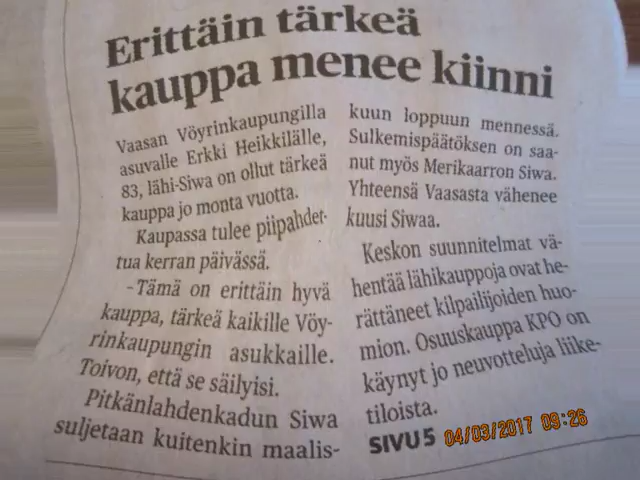 Erittäin tärkeä
kauppa menee kiinni
Vaasan Vöyrinkaupungilla
asuvalle Erkki Heikkilälle,
83, lähi-Siwa on ollut tärkeä
kauppa jo monta vuotta.
Kaupassa tulee piipahdet-
tua kerran päivässä.
-Tämä on erittäin hyvä
kauppa, tärkeä kaikille Vöy-
rinkaupungin asukkaille.
Toivon, että se säilyisi.
Pitkänlahdenkadun Siwa
suljetaan kuitenkin maalis-
kuun loppuun mennessä.
Sulkemispäätöksen on saa-
nut myös Merikaarron Siwa.
Yhteensä Vaasasta vähenee
kuusi Siwaa.
Keskon suunnitelmat vä-
hentää lähikauppoja ovat he-
rättäneet kilpailijoiden huo-
mion. Osuuskauppa KPO on
käynyt jo neuvotteluja liike-
tiloista.
SIVU 5
04/03/2017 09:26